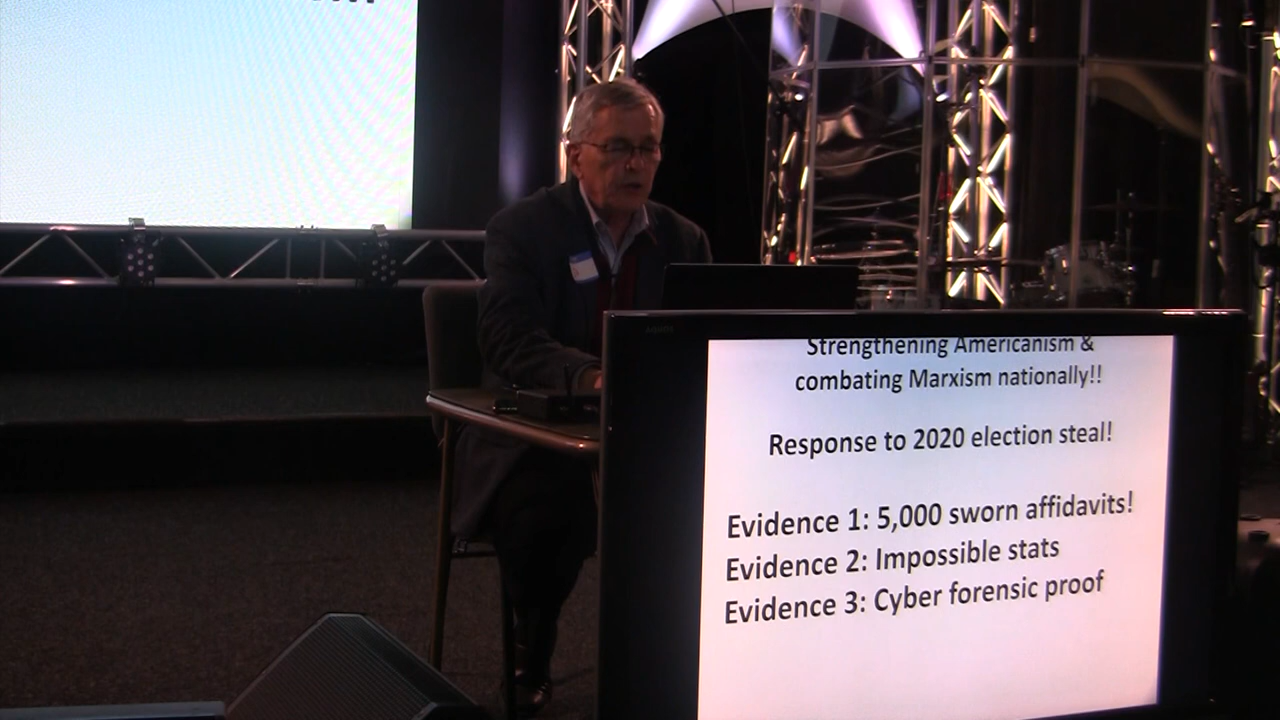 Strengthening Americanism &
combating Marxism nationally!!
Response to 2020 election steal!
Evidence 1: 5,000 sworn affidavits!
Evidence 2: Impossible stats
Evidence 3: Cyber forensic proof